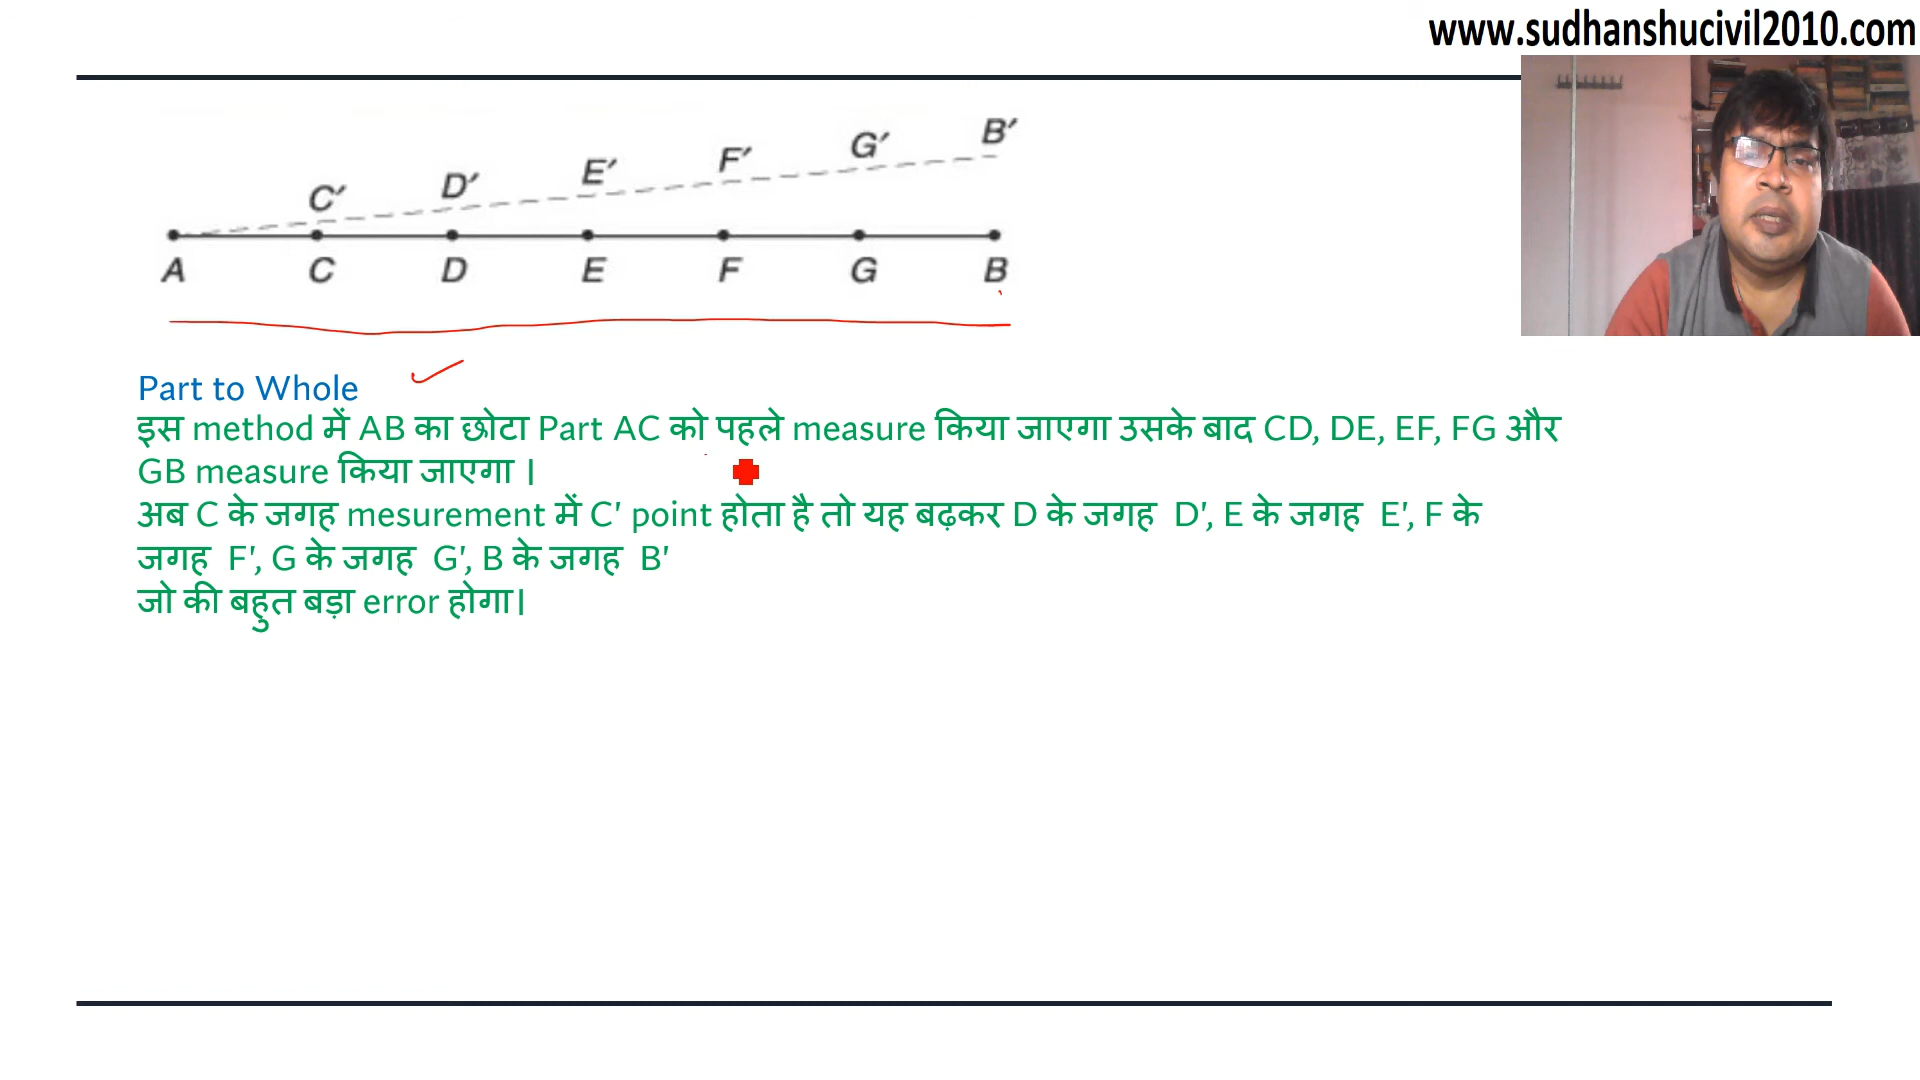 www.sudhanshucivil2010.com
C′ D′ E′ F′ G′ B′
A C D E F G B
Part to Whole
इस method में AB का छोटा Part AC को पहले measure किया जाएगा उसके बाद CD, DE, EF, FG और
GB measure किया जाएगा ।
अब C के जगह mesurement में C' point होता है तो यह बढ़कर D के जगह D', E के जगह E', F के
जगह F', G के जगह G', B के जगह B'
जो की बहुत बड़ा error होगा।